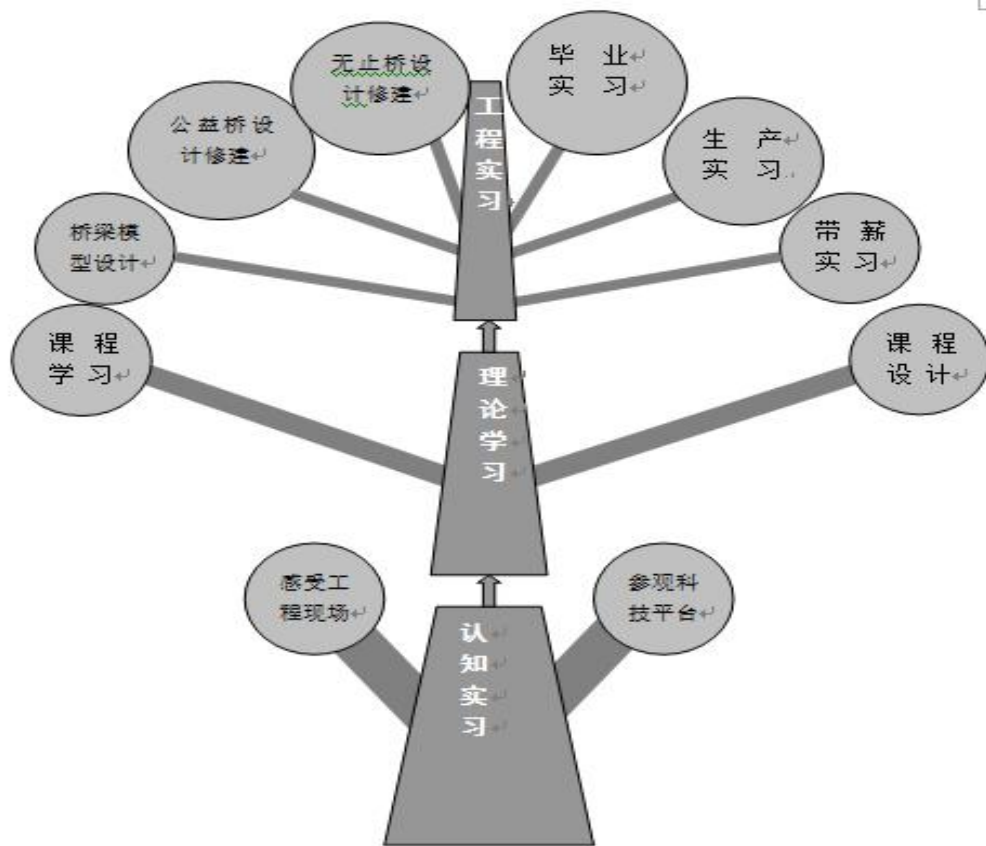 无止桥设
计修建
毕 业
实 习
公益桥设
计修建
工
程
实
习
生 产
实 习
桥梁模
型设计
带 薪
实 习
课 程
学 习
理
论
学
习
课 程
设 计
感受工
程现场
参观科
技平台
认
知
实
习